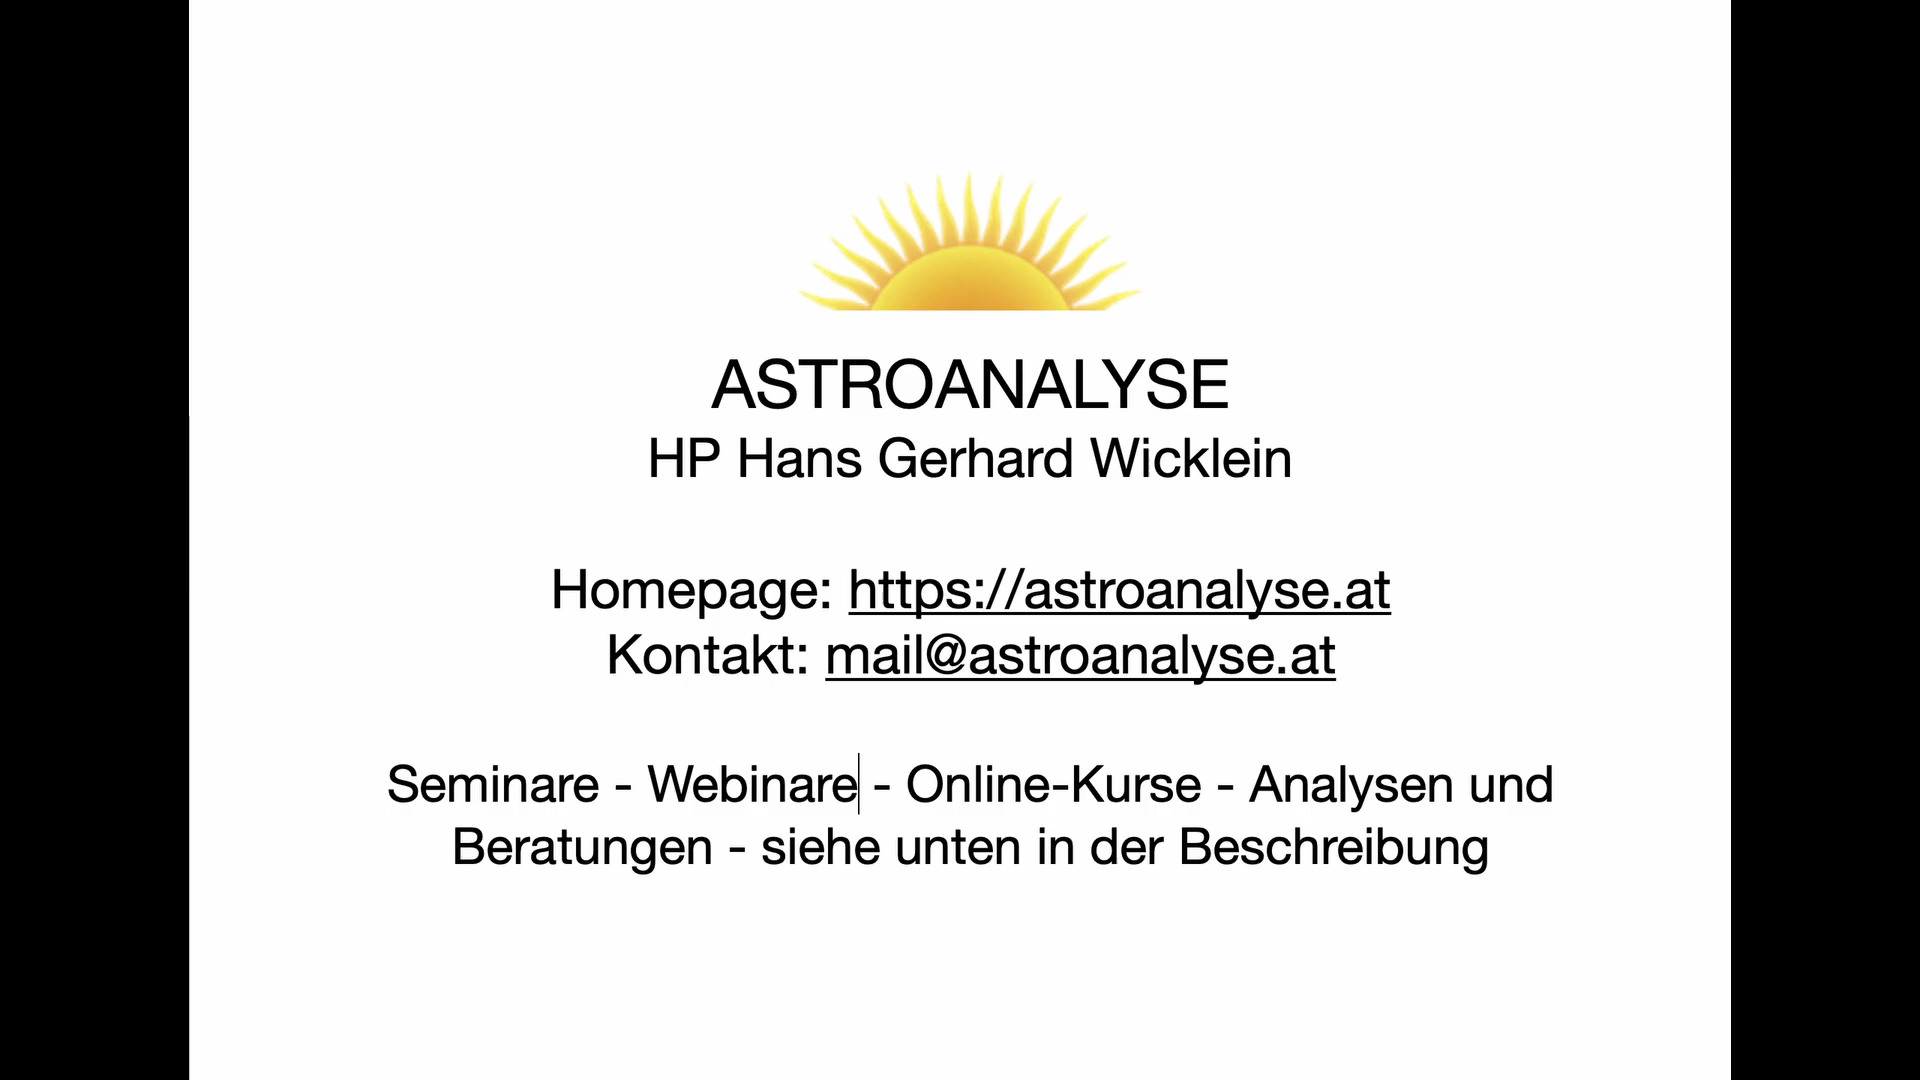 ASTROANALYSE
HP Hans Gerhard Wicklein
Homepage: https://astroanalyse.at
Kontakt: mail@astroanalyse.at
Seminare - Webinare - Online-Kurse - Analysen und
Beratungen - siehe unten in der Beschreibung